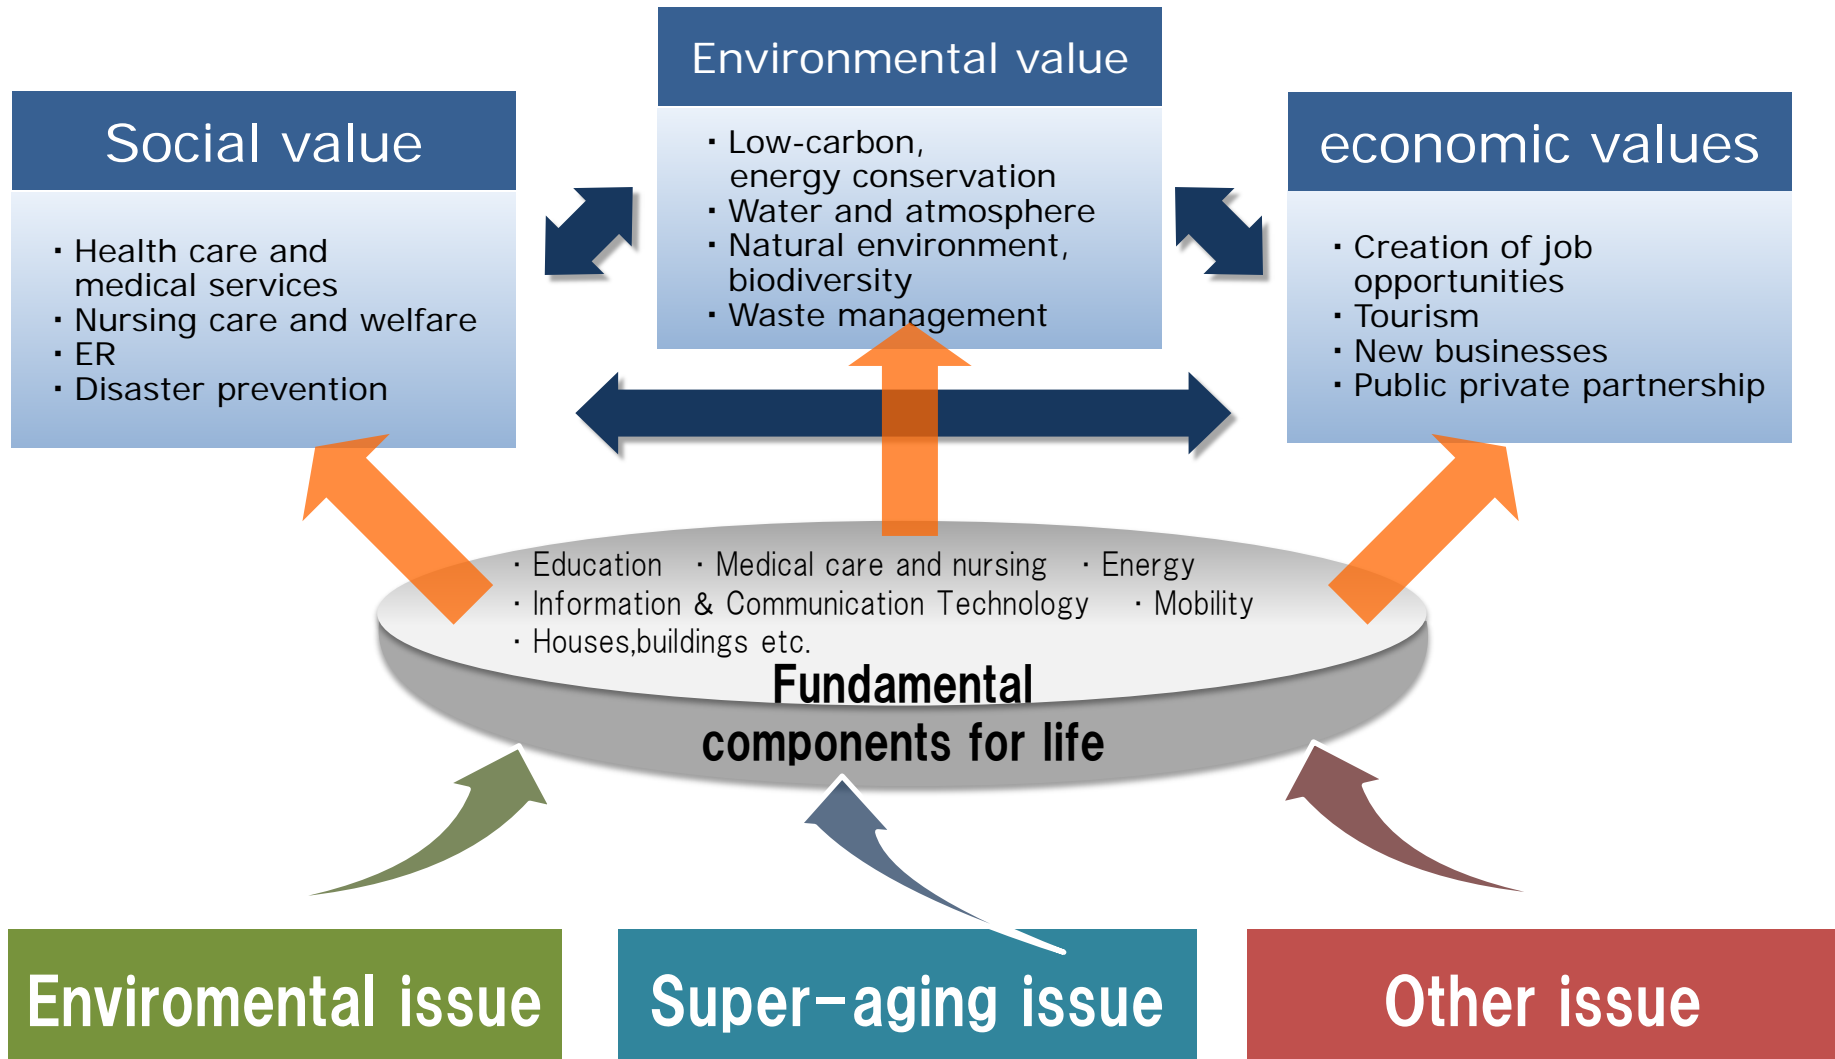 Environmental value
・Low-carbon,
energy conservation
・Water and atmosphere
・Natural environment,
biodiversity
・Waste management
Social value
・Health care and
medical services
・Nursing care and welfare
・ER
・Disaster prevention
economic values
・Creation of job
opportunities
・Tourism
・New businesses
・Public private partnership
・Education ・Medical care and nursing ・Energy
・Information & Communication Technology ・Mobility
・Houses,buildings etc.
Fundamental
components for life
Enviromental issue
Super-aging issue
Other issue